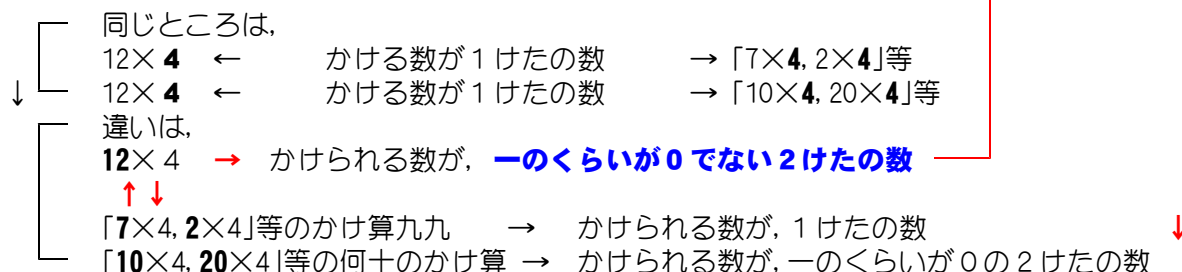 同じところは,
12×4 ← かける数が1けたの数 →「7×4, 2×4」等
↓ 12×4 ← かける数が1けたの数 →「10×4, 20×4」等
違いは,
12×4 → かけられる数が, 一のくらいが0でない2けたの数
↑↓
「7×4, 2×4」等のかけ算九九 → かけられる数が, 1けたの数 ↓
「10×4, 20×4」等の何十のかけ算 → かけられる数が, 一のくらいが0の2けたの数